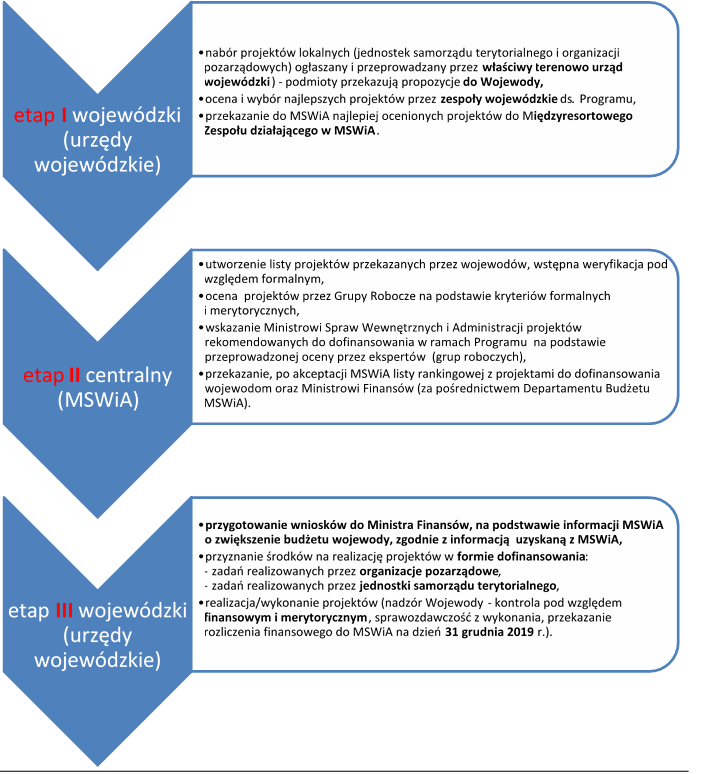 etap I wojewódzki
(urzędy
wojewódzkie)
•nabór projektów lokalnych (jednostek samorządu terytorialnego i organizacji
pozarządowych) ogłaszany i przeprowadzany przez właściwy terenowo urząd
wojewódzki) - podmioty przekazują propozycje do Wojewody,
•ocena i wybór najlepszych projektów przez zespoły wojewódzkie ds. Programu,
•przekazanie do MSWiA najlepiej ocenionych projektów do Międzyresortowego
Zespołu działającego w MSWiA.
etap II centralny
(MSWiA)
•utworzenie listy projektów przekazanych przez wojewodów, wstępna weryfikacja pod
względem formalnym,
•ocena projektów przez Grupy Robocze na podstawie kryteriów formalnych
i merytorycznych,
•wskazanie Ministrowi Spraw Wewnętrznych i Administracji projektów
rekomendowanych do dofinansowania w ramach Programu na podstawie
przeprowadzonej oceny przez ekspertów (grup roboczych),
•przekazanie, po akceptacji MSWiA listy rankingowej z projektami do dofinansowania
wojewodom oraz Ministrowi Finansów (za pośrednictwem Departamentu Budżetu
MSWiA).
etap III wojewódzki
(urzędy
wojewódzkie)
•przygotowanie wniosków do Ministra Finansów, na podstwawie informacji MSWiA
o zwiększenie budżetu wojewody, zgodnie z informacją uzyskaną z MSWiA,
•przyznanie środków na realizację projektów w formie dofinansowania:
- zadań realizowanych przez organizacje pozarządowe,
- zadań realizowanych przez jednostki samorządu terytorialnego,
•realizacja/wykonanie projektów (nadzór Wojewody - kontrola pod względem
finansowym i merytorycznym, sprawozdawczość z wykonania, przekazanie
rozliczenia finansowego do MSWiA na dzień 31 grudnia 2019 r.).